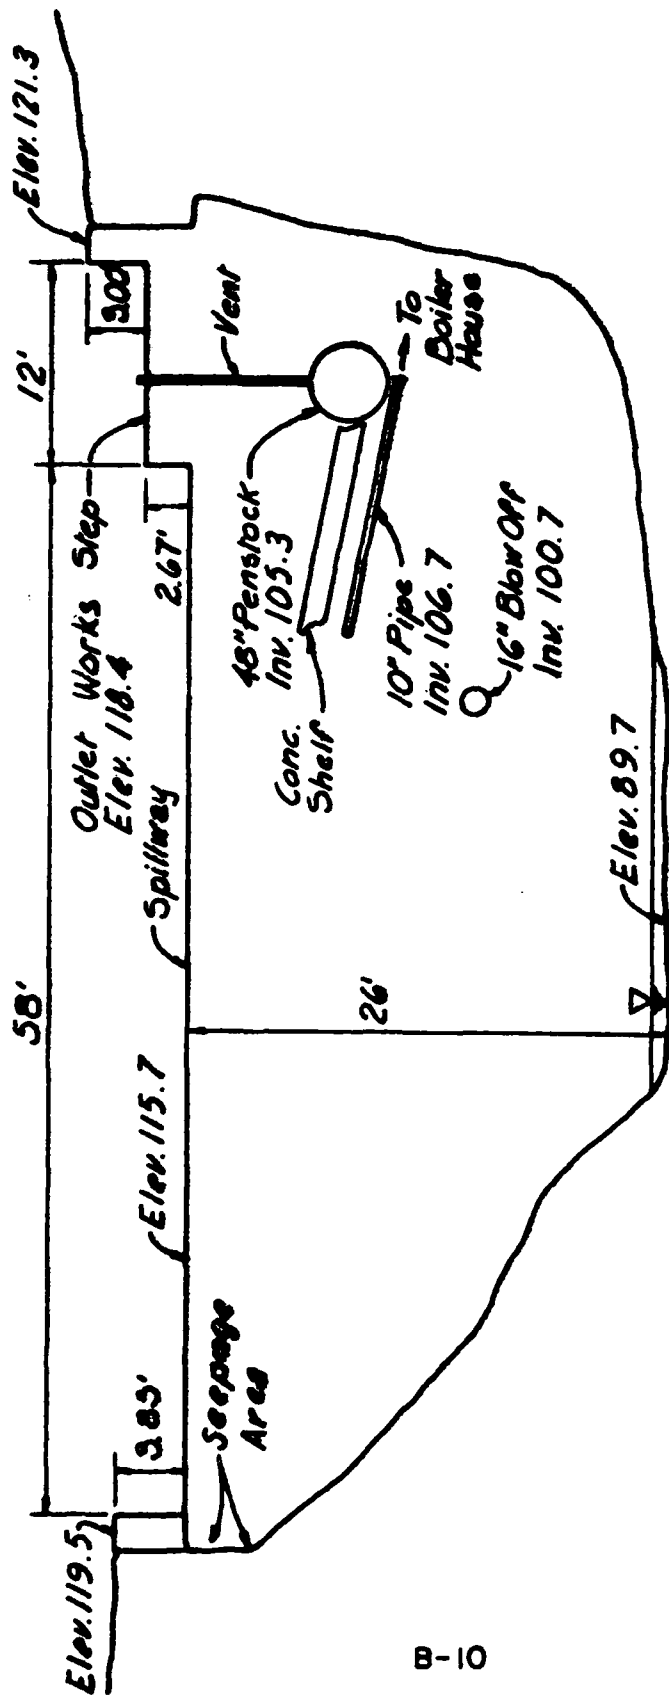 58'
12'
Elev. 119.5
3.83'
Elev. 115.7
Spillway
Outlet Works Step
Elev. 118.4
2.67'
3.00
Elev. 121.3
Seepage
Area
26'
Conc.
Shelf
48" Penstock
Inv. 105.3
Vent
To
Boiler
House
10" Pipe
Inv. 106.7
16" Blow Off
Inv. 100.7
Elev. 89.7
B-10